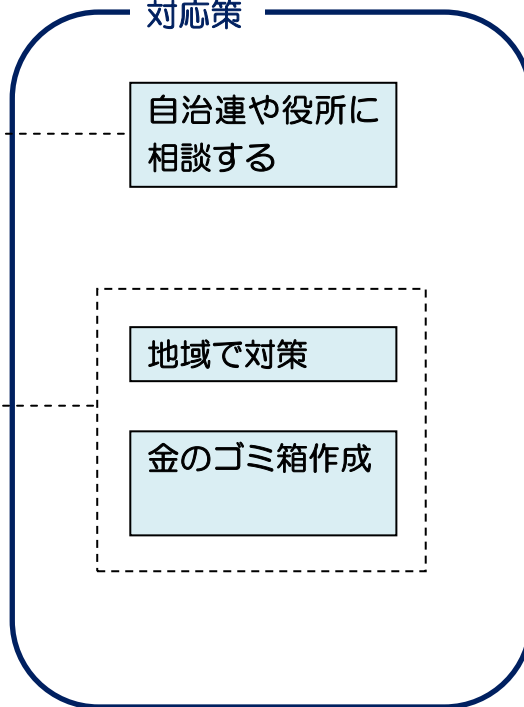 対応策
自治連や役所に
相談する
地域で対策
金のゴミ箱作成